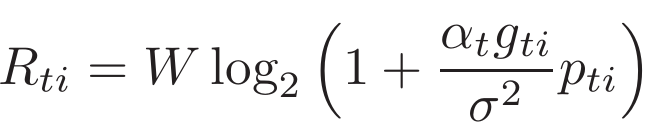 R_{ti} = W \log_2 \left( 1 + \frac{\alpha_t g_{ti}}{\sigma^2} p_{ti} \right)